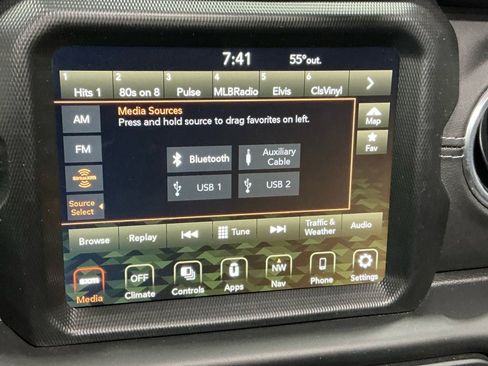 7:41 55°out.
1 2 3 4 5 6
Hits 1 80s on 8 Pulse MLBRadio Elvis ClsVinyl
Media Sources
Press and hold source to drag favorites on left.
AM
FM
SiriusXM
Source
Select
Bluetooth
Auxiliary
Cable
USB 1
USB 2
Map
Fav
Browse Replay Tune Traffic &
Weather Audio
SXM
Media
OFF
Climate
Controls
Apps
NW
Nav
Phone
Settings